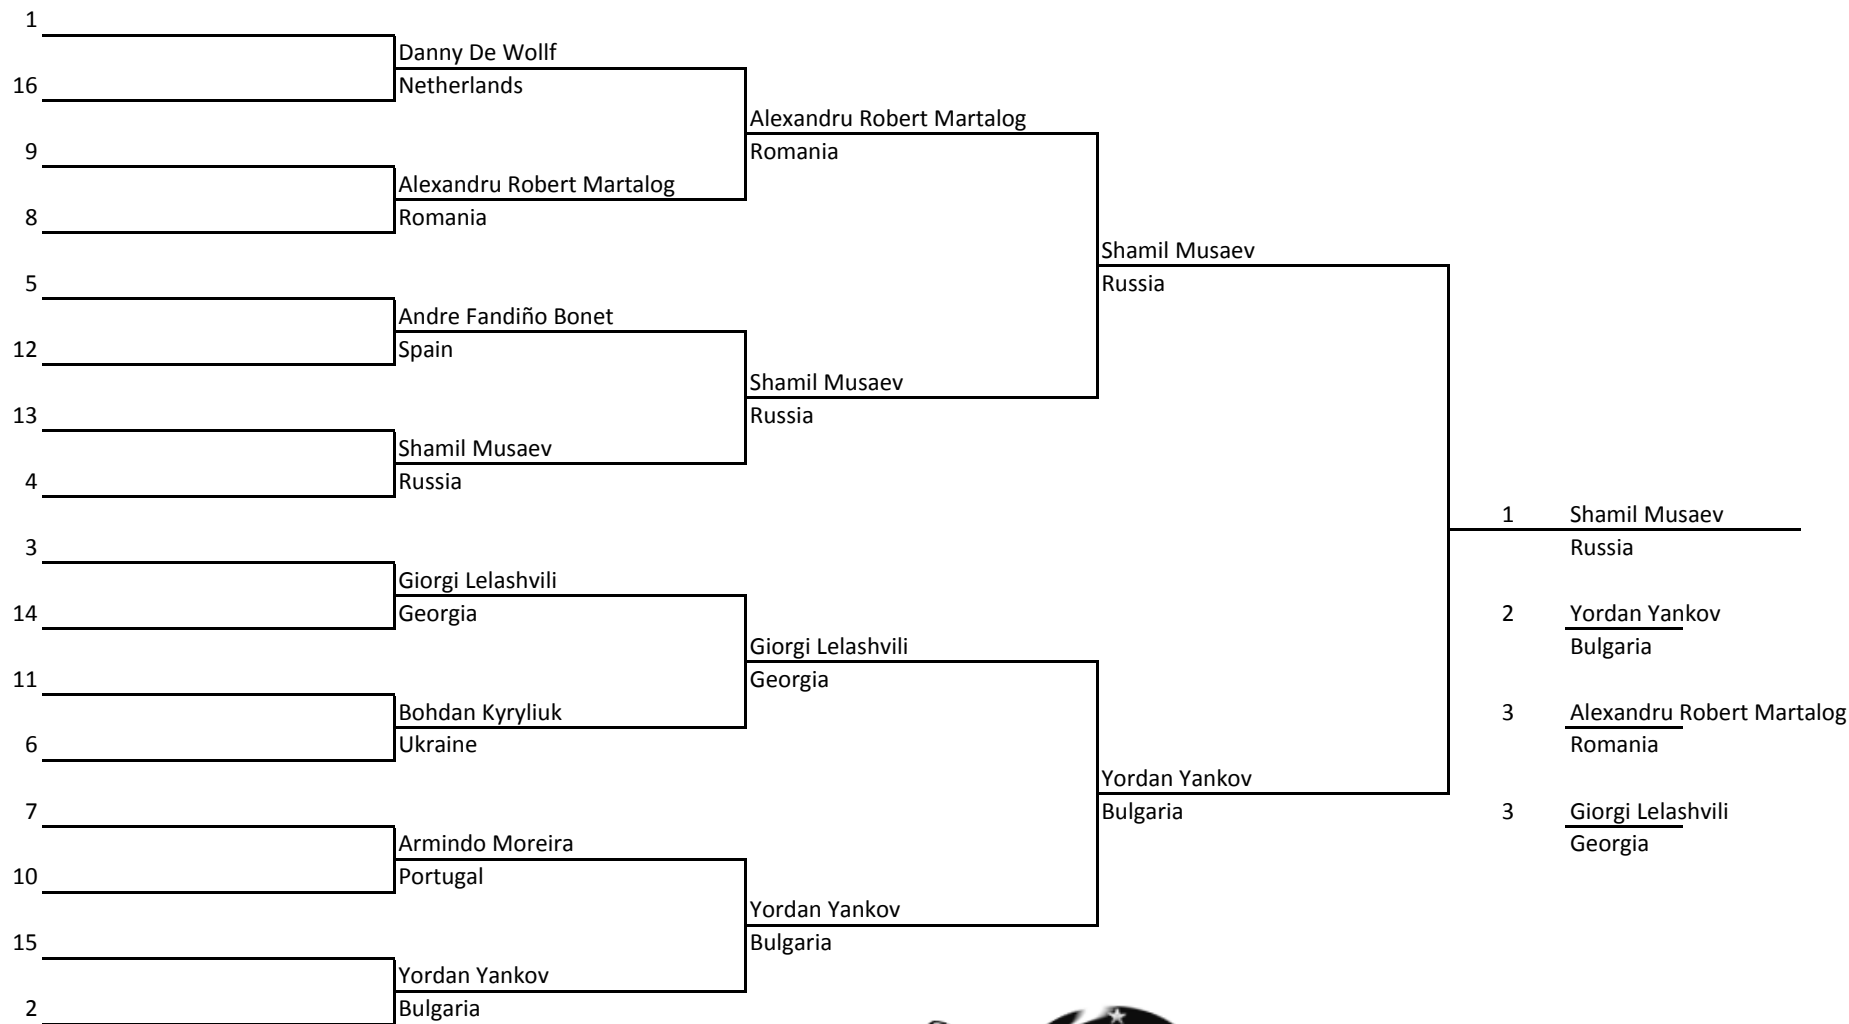 1
Danny De Wollf
16
Netherlands
Alexandru Robert Martalog
9
Romania
Alexandru Robert Martalog
8
Romania
Shamil Musaev
5
Russia
Andre Fandiño Bonet
12
Spain
Shamil Musaev
13
Russia
Shamil Musaev
4
Russia
1 Shamil Musaev
3
Russia
Giorgi Lelashvili
14
Georgia
2 Yordan Yankov
Giorgi Lelashvili
Bulgaria
11
Georgia
Bohdan Kyryliuk
3 Alexandru Robert Martalog
6
Ukraine
Romania
Yordan Yankov
7
Bulgaria
3 Giorgi Lelashvili
Armindo Moreira
Georgia
10
Portugal
Yordan Yankov
15
Bulgaria
Yordan Yankov
2
Bulgaria